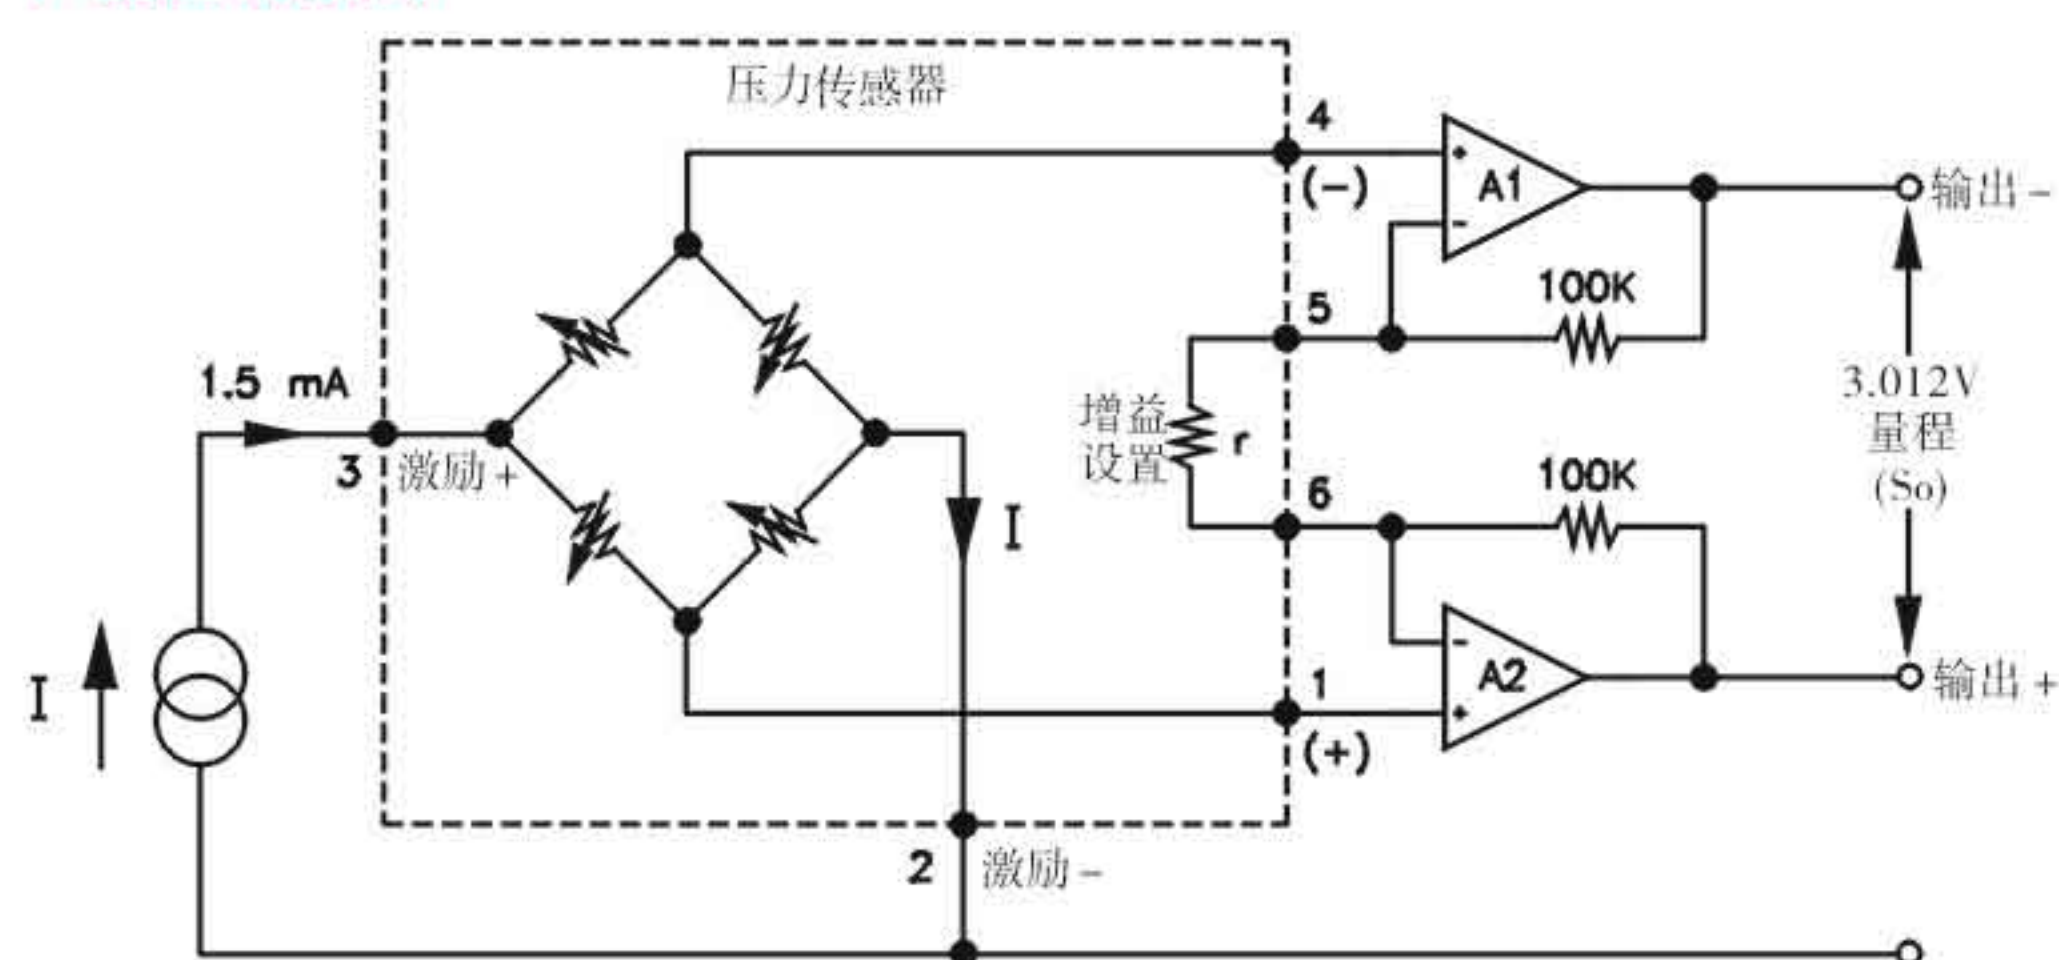 压力传感器
4
(-)
+
A1
-
输出 -
100K
5
1.5 mA
3
激励 +
增益
设置
r
3.012V
量程
(So)
I
6
100K
-
A2
+
1
(+)
输出 +
I
2
激励 -